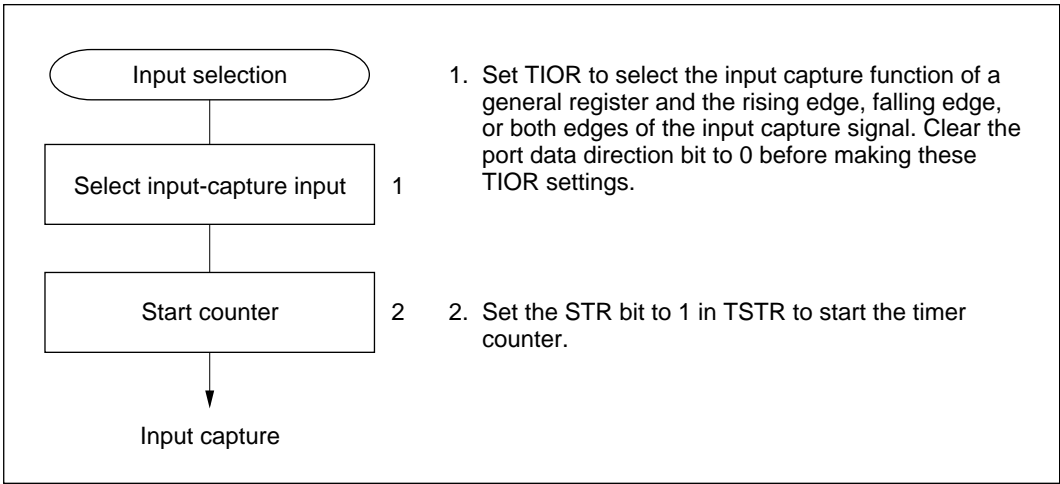 Input selection
Select input-capture input
1
Start counter
2
Input capture
1. Set TIOR to select the input capture function of a
general register and the rising edge, falling edge,
or both edges of the input capture signal. Clear the
port data direction bit to 0 before making these
TIOR settings.
2. Set the STR bit to 1 in TSTR to start the timer
counter.